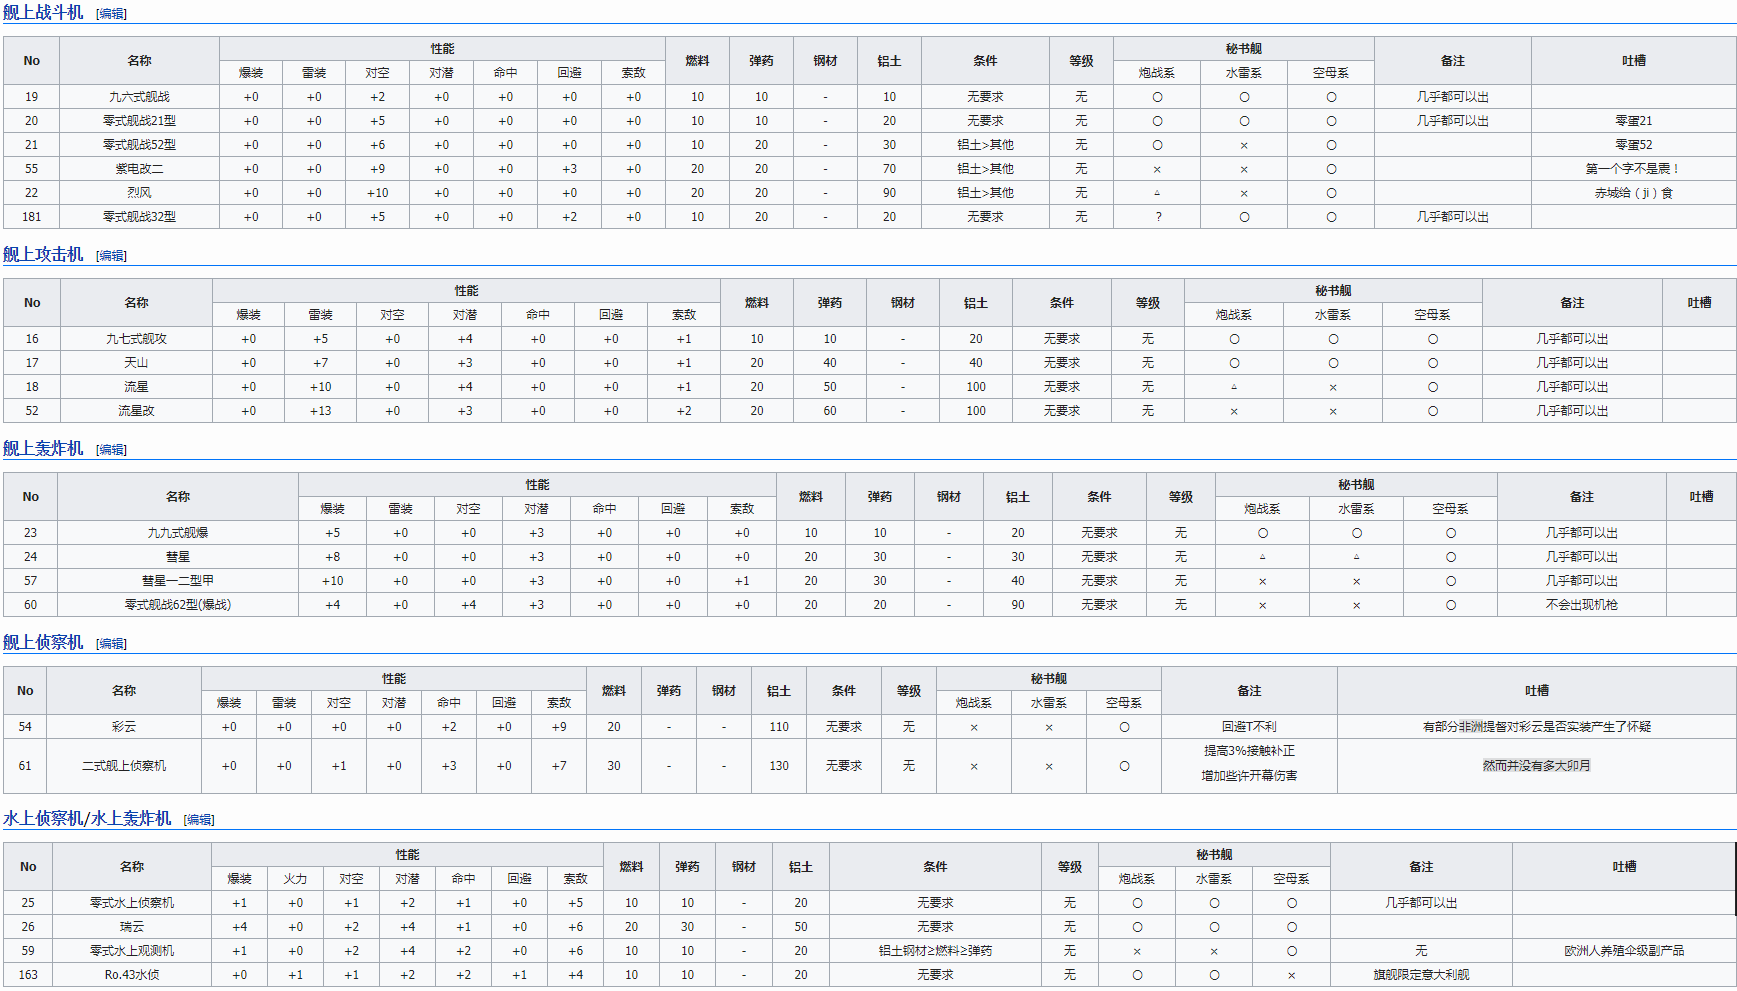 舰上战斗机 [编辑]
No 名称 性能 燃料 弹药 钢材 铝土 条件 等级 秘书舰 备注 吐槽
爆装 雷装 对空 对潜 命中 回避 索敌 炮战系 水雷系 空母系
19 九六式舰战 +0 +0 +2 +0 +0 +0 +0 10 10 - 10 无要求 无 ○ ○ ○ 几乎都可以出
20 零式舰战21型 +0 +0 +5 +0 +0 +0 +0 10 10 - 20 无要求 无 ○ ○ ○ 几乎都可以出 零蛋21
21 零式舰战52型 +0 +0 +6 +0 +0 +0 +0 10 20 - 30 铝土>其他 无 ○ × ○ 零蛋52
55 紫电改二 +0 +0 +9 +0 +0 +3 +0 20 20 - 70 铝土>其他 无 × × ○ 第一个字不是震！
22 烈风 +0 +0 +10 +0 +0 +0 +0 20 20 - 90 铝土>其他 无 △ × ○ 赤城给（ji）食
181 零式舰战32型 +0 +0 +5 +0 +0 +2 +0 10 20 - 20 无要求 无 ？ ○ ○ 几乎都可以出
舰上攻击机 [编辑]
No 名称 性能 燃料 弹药 钢材 铝土 条件 等级 秘书舰 备注 吐槽
爆装 雷装 对空 对潜 命中 回避 索敌 炮战系 水雷系 空母系
16 九七式舰攻 +0 +5 +0 +4 +0 +0 +1 10 10 - 20 无要求 无 ○ ○ ○ 几乎都可以出
17 天山 +0 +7 +0 +3 +0 +0 +1 20 40 - 40 无要求 无 ○ ○ ○ 几乎都可以出
18 流星 +0 +10 +0 +4 +0 +0 +1 20 50 - 100 无要求 无 △ × ○ 几乎都可以出
52 流星改 +0 +13 +0 +3 +0 +0 +2 20 60 - 100 无要求 无 × × ○ 几乎都可以出
舰上轰炸机 [编辑]
No 名称 性能 燃料 弹药 钢材 铝土 条件 等级 秘书舰 备注 吐槽
爆装 雷装 对空 对潜 命中 回避 索敌 炮战系 水雷系 空母系
23 九九式舰爆 +5 +0 +0 +3 +0 +0 +0 10 10 - 20 无要求 无 ○ ○ ○ 几乎都可以出
24 彗星 +8 +0 +0 +3 +0 +0 +0 20 30 - 30 无要求 无 △ △ ○ 几乎都可以出
57 彗星一二型甲 +10 +0 +0 +3 +0 +0 +1 20 30 - 40 无要求 无 × × ○ 几乎都可以出
60 零式舰战62型(爆战) +4 +0 +4 +3 +0 +0 +0 20 20 - 90 无要求 无 × × ○ 不会出现机枪
舰上侦察机 [编辑]
No 名称 性能 燃料 弹药 钢材 铝土 条件 等级 秘书舰 备注 吐槽
爆装 雷装 对空 对潜 命中 回避 索敌 炮战系 水雷系 空母系
54 彩云 +0 +0 +0 +0 +2 +0 +9 20 - - 110 无要求 无 × × ○ 回避T不利 有部分非洲提督对彩云是否实装产生了怀疑
61 二式舰上侦察机 +0 +0 +1 +0 +3 +0 +7 30 - - 130 无要求 无 × × ○ 提高3%接触补正 然而并没有多大卯月
增加些许开幕伤害
水上侦察机/水上轰炸机 [编辑]
No 名称 性能 燃料 弹药 钢材 铝土 条件 等级 秘书舰 备注 吐槽
爆装 火力 对空 对潜 命中 回避 索敌 炮战系 水雷系 空母系
25 零式水上侦察机 +1 +0 +1 +2 +1 +0 +5 10 10 - 20 无要求 无 ○ ○ ○ 几乎都可以出
26 瑞云 +4 +0 +2 +4 +1 +0 +6 20 30 - 50 无要求 无 ○ ○ ○
59 零式水上观测机 +1 +0 +2 +4 +2 +0 +6 10 10 - 20 铝土钢材≥燃料≥弹药 无 × × ○ 无 欧洲人养殖伞级副产品
163 Ro.43水侦 +0 +1 +1 +2 +2 +1 +4 10 10 - 20 无要求 无 ○ ○ × 旗舰限定意大利舰